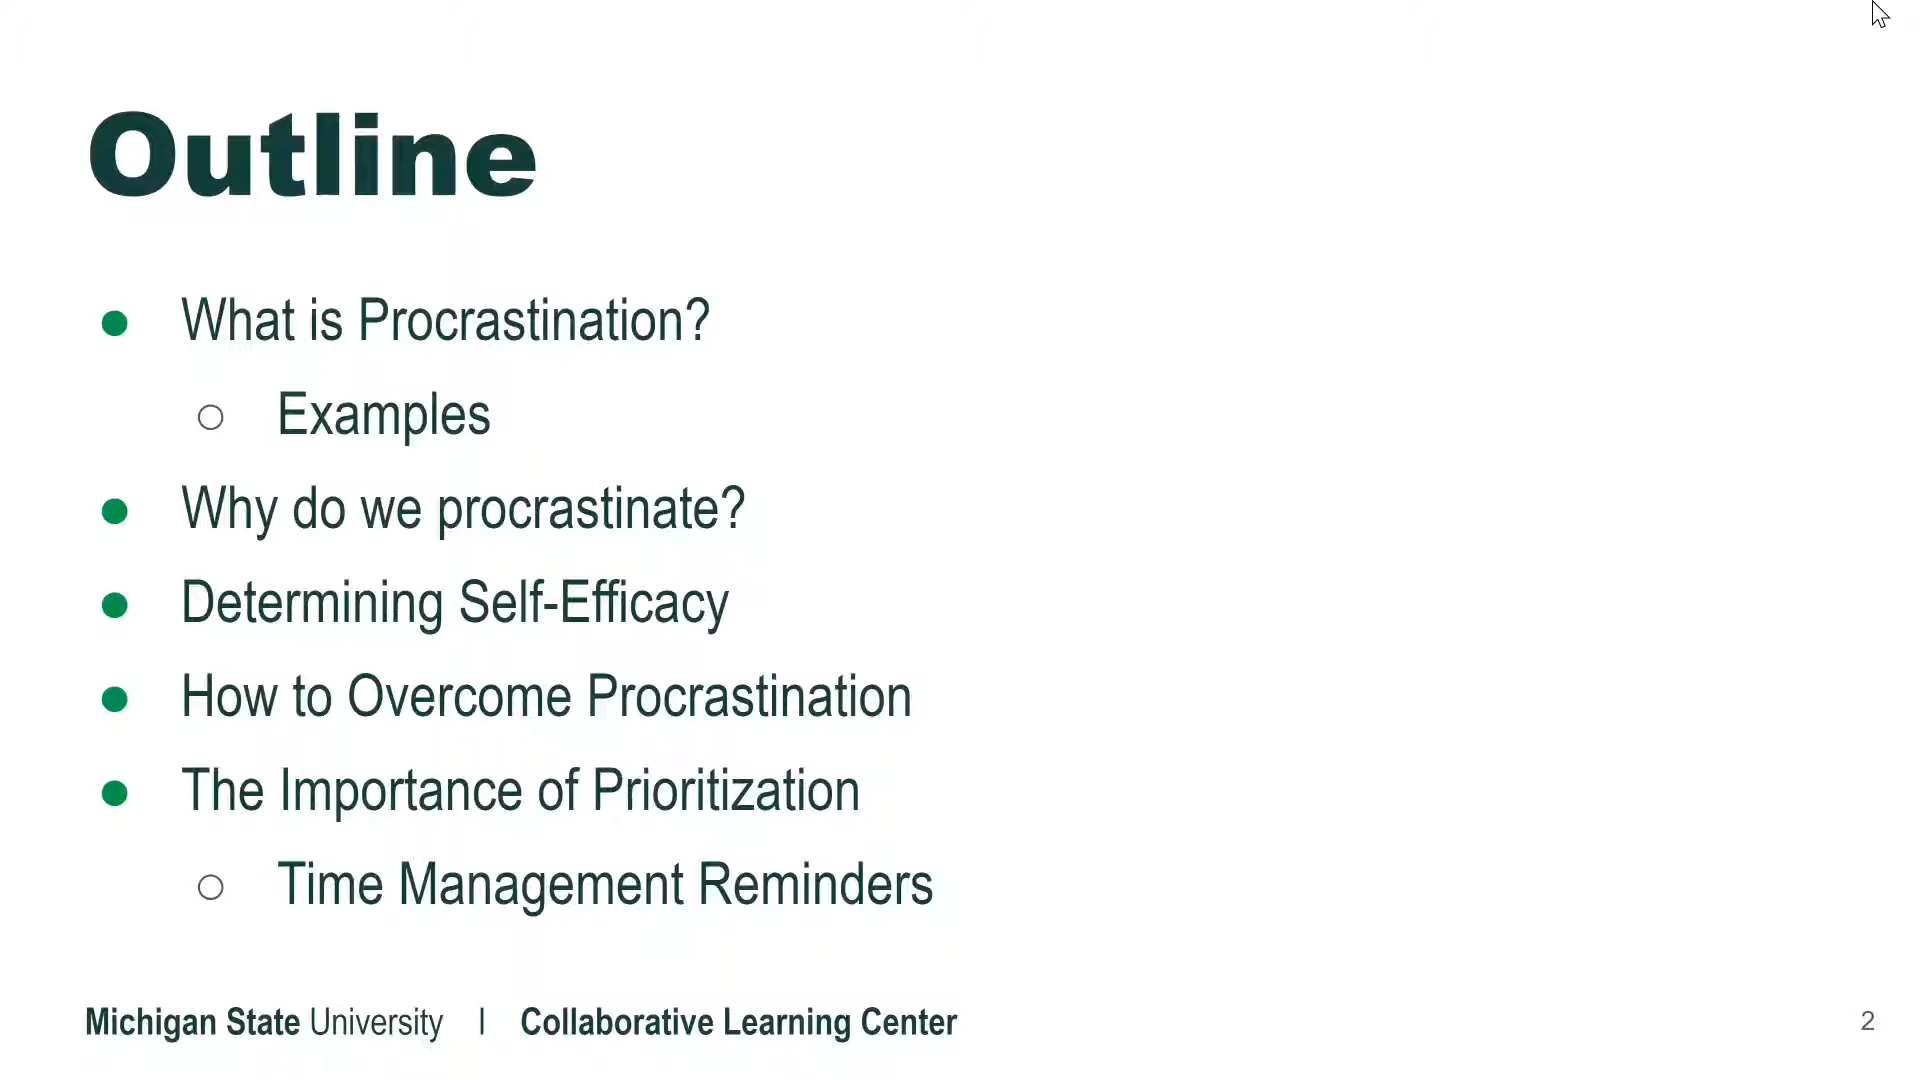 Outline
● What is Procrastination?
○ Examples
● Why do we procrastinate?
● Determining Self-Efficacy
● How to Overcome Procrastination
● The Importance of Prioritization
○ Time Management Reminders
Michigan State University | Collaborative Learning Center
2